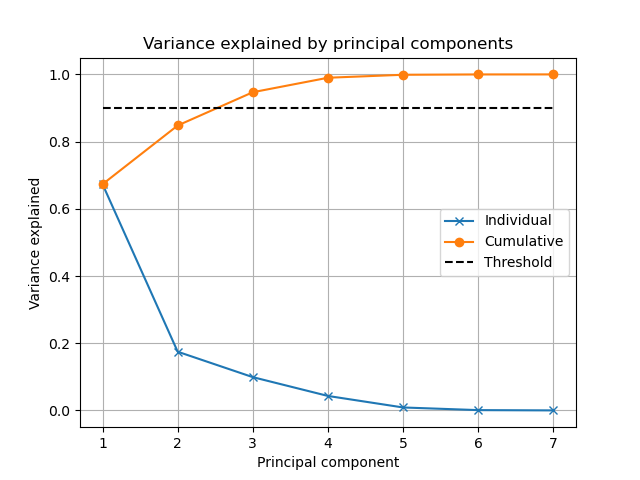 Variance explained by principal components
Variance explained
1.0
0.8
0.6
0.4
0.2
0.0
Individual
Cumulative
Threshold
1 2 3 4 5 6 7
Principal component